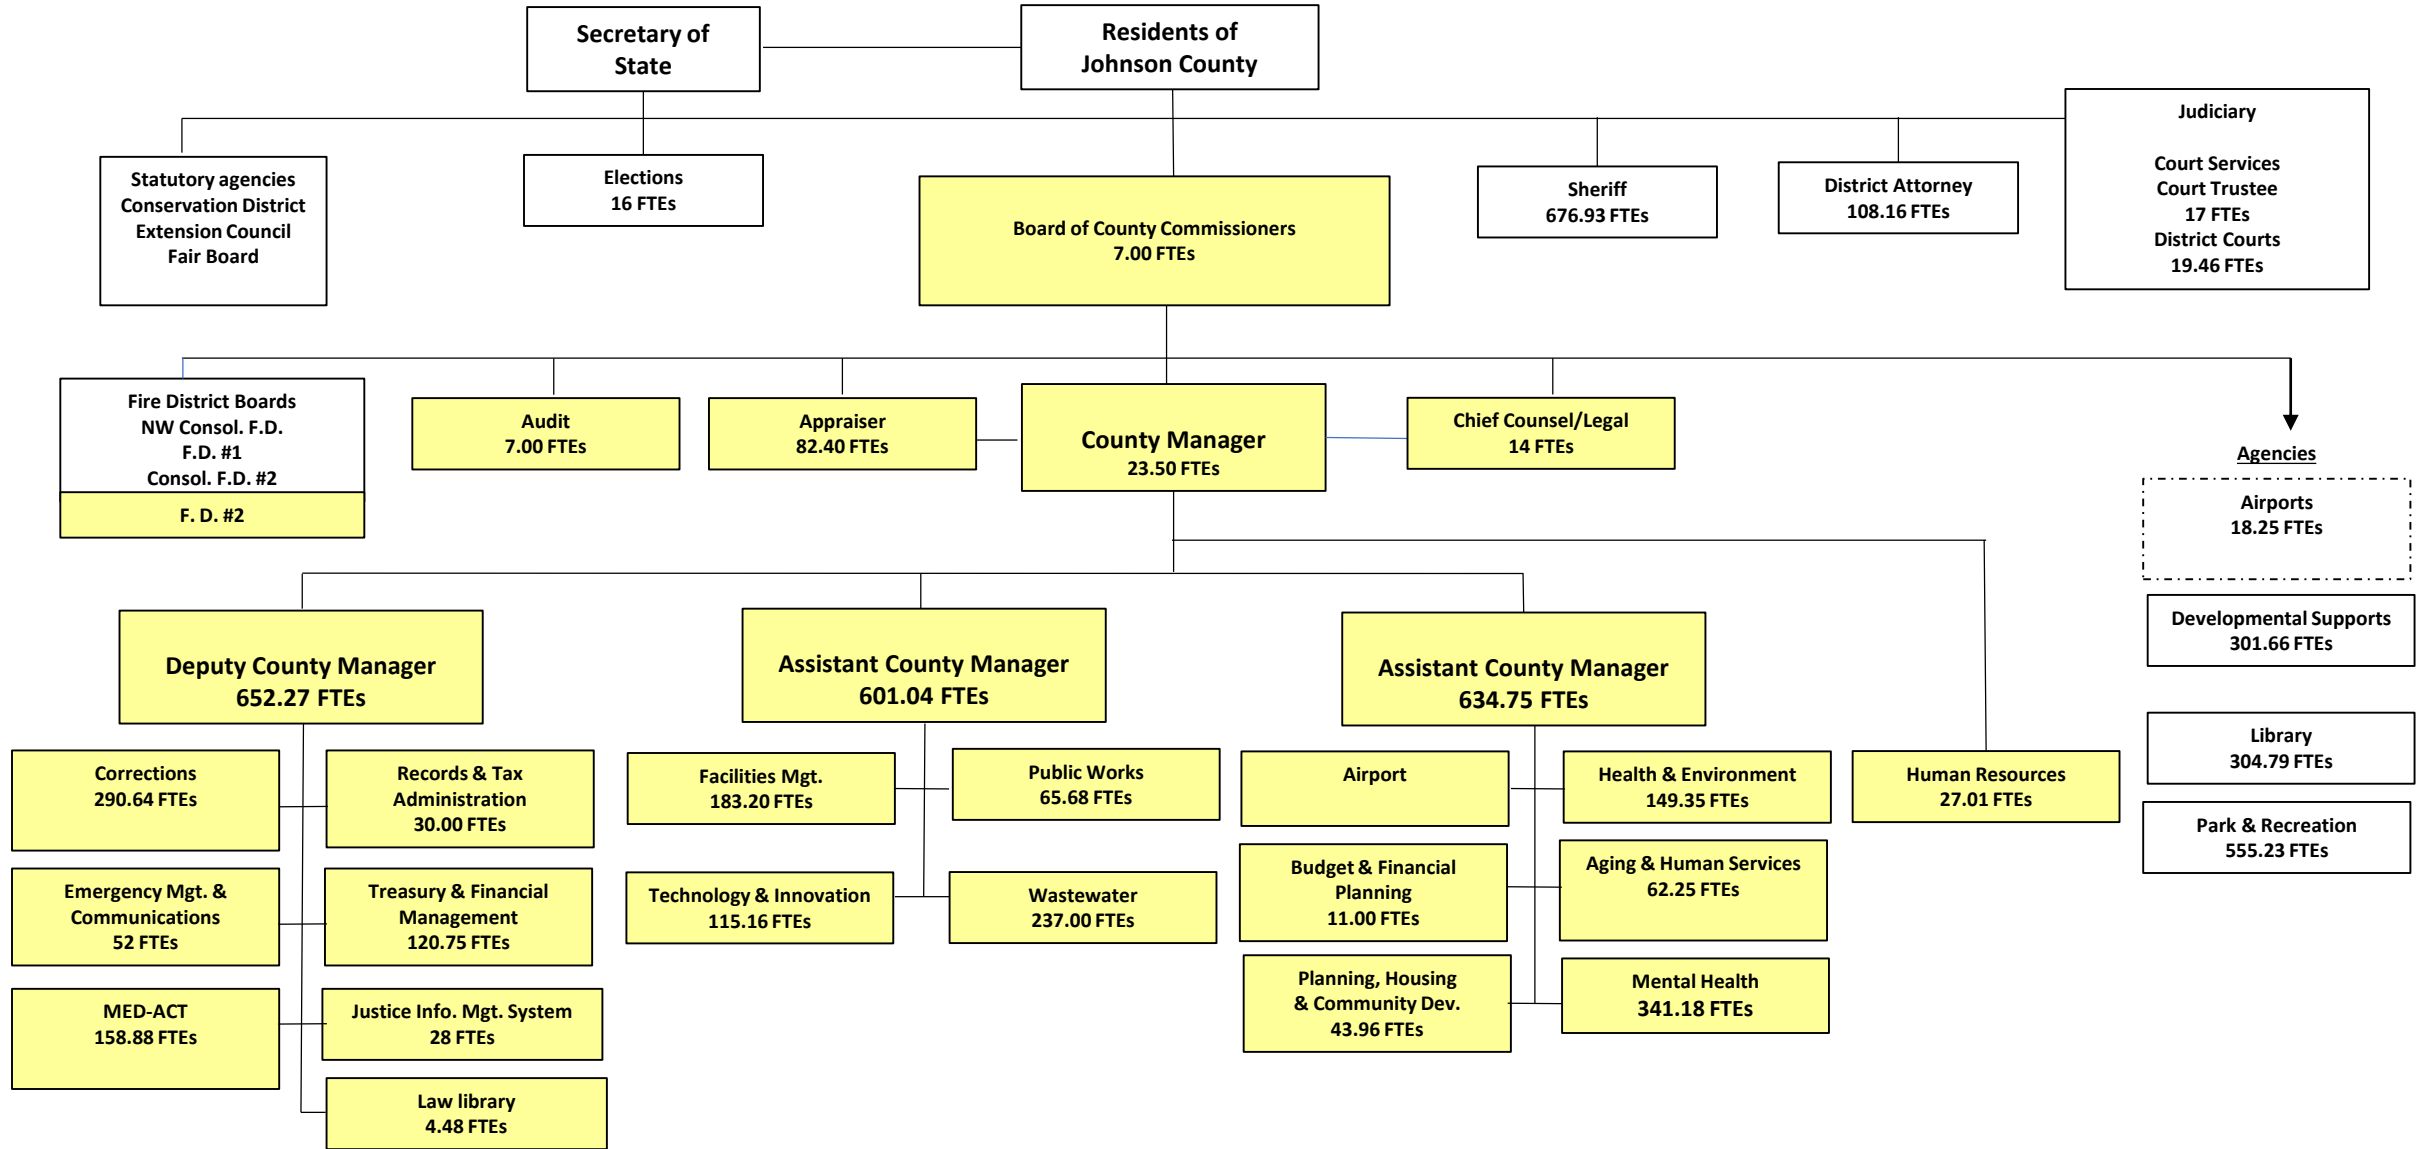 Secretary of
State
Residents of
Johnson County
Judiciary
Court Services
Court Trustee
17 FTEs
District Courts
19.46 FTEs
Statutory agencies
Conservation District
Extension Council
Fair Board
Elections
16 FTEs
Board of County Commissioners
7.00 FTEs
Sheriff
676.93 FTEs
District Attorney
108.16 FTEs
Fire District Boards
NW Consol. F.D.
F.D. #1
Consol. F.D. #2
F. D. #2
Audit
7.00 FTEs
Appraiser
82.40 FTEs
County Manager
23.50 FTEs
Chief Counsel/Legal
14 FTEs
Agencies
Airports
18.25 FTEs
Developmental Supports
301.66 FTEs
Library
304.79 FTEs
Park & Recreation
555.23 FTEs
Deputy County Manager
652.27 FTEs
Corrections
290.64 FTEs
Records & Tax
Administration
30.00 FTEs
Emergency Mgt. &
Communications
52 FTEs
Treasury & Financial
Management
120.75 FTEs
MED-ACT
158.88 FTEs
Justice Info. Mgt. System
28 FTEs
Law library
4.48 FTEs
Assistant County Manager
601.04 FTEs
Facilities Mgt.
183.20 FTEs
Public Works
65.68 FTEs
Technology & Innovation
115.16 FTEs
Wastewater
237.00 FTEs
Assistant County Manager
634.75 FTEs
Airport
Health & Environment
149.35 FTEs
Budget & Financial
Planning
11.00 FTEs
Aging & Human Services
62.25 FTEs
Planning, Housing
& Community Dev.
43.96 FTEs
Mental Health
341.18 FTEs
Human Resources
27.01 FTEs